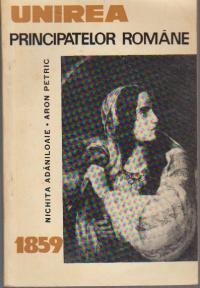 UNIREA
PRINCIPATELOR ROMÂNE
NICHITA ADĂNILOAIE • ARON PETRIC
1859